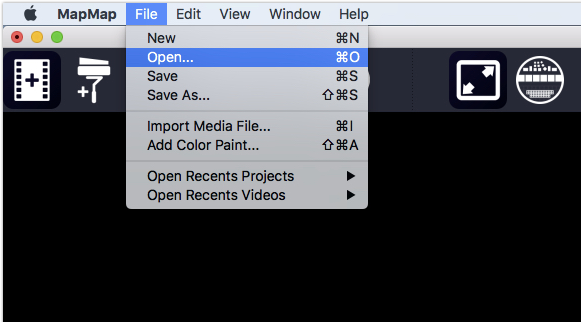 MapMap File Edit View Window Help
New ⌘N
Open... ⌘O
Save ⌘S
Save As... ⇧⌘S
Import Media File... ⌘I
Add Color Paint... ⇧⌘A
Open Recents Projects
Open Recents Videos